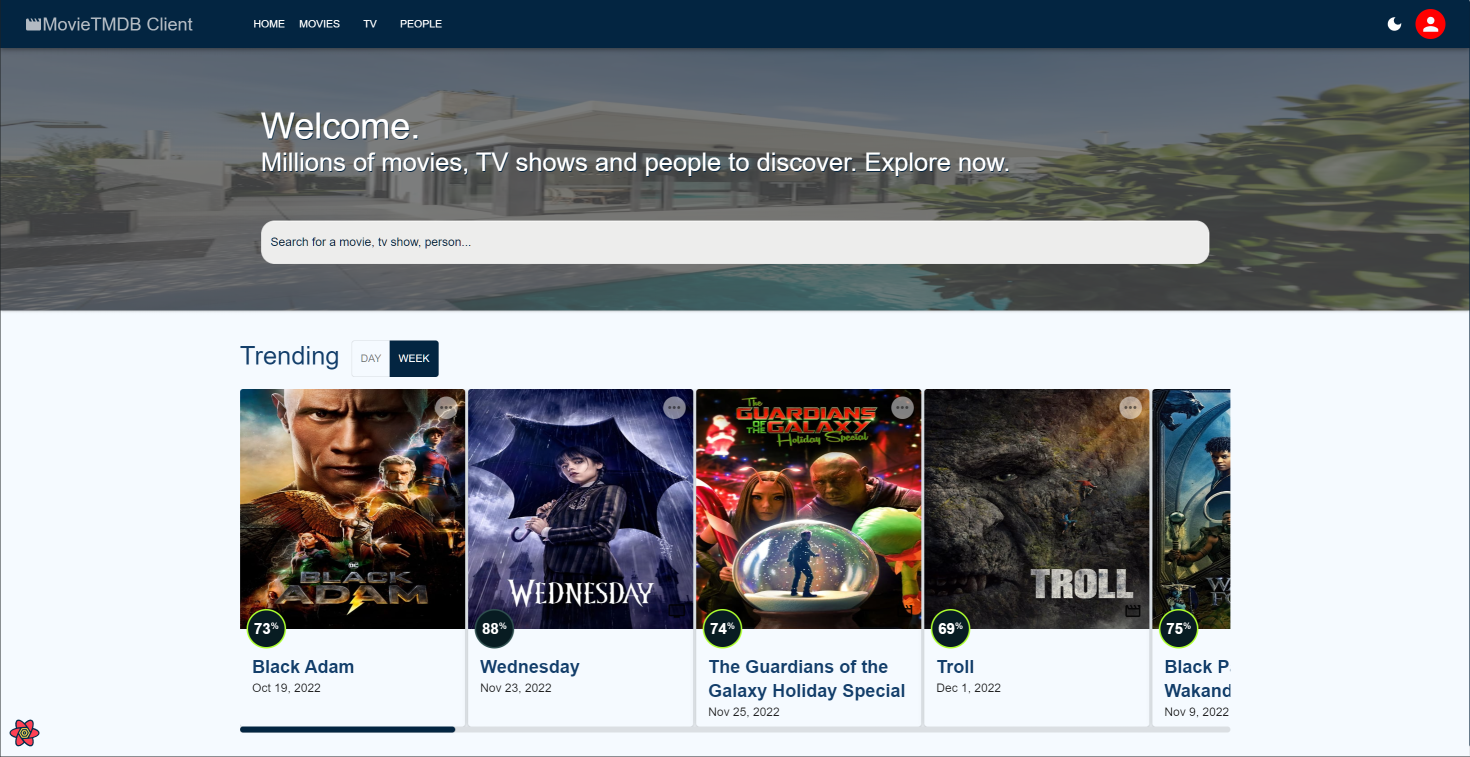 MovieTMDB Client
HOME MOVIES TV PEOPLE
Welcome.
Millions of movies, TV shows and people to discover. Explore now.
Search for a movie, tv show, person...
Trending DAY WEEK
DC
BLACK
ADAM
WEDNESDAY
The
GUARDIANS
OF THE GALAXY
Holiday Special
TROLL
73%
88%
74%
69%
75%
Black Adam
Oct 19, 2022
Wednesday
Nov 23, 2022
The Guardians of the
Galaxy Holiday Special
Nov 25, 2022
Troll
Dec 1, 2022
Black P
Wakand
Nov 9, 2022